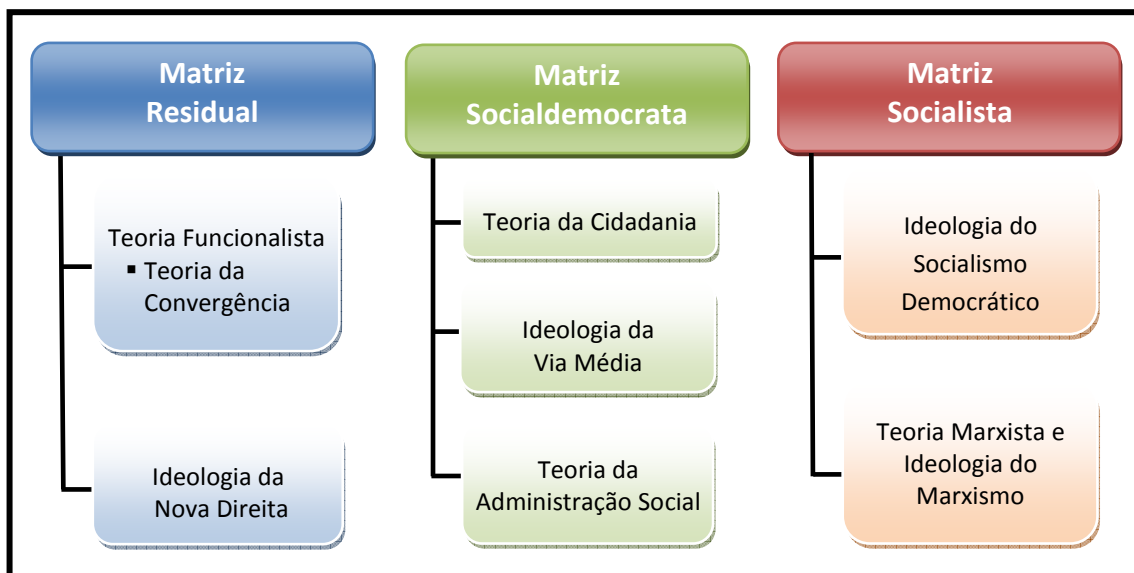 Matriz
Residual
Teoria Funcionalista
▪ Teoria da
Convergência
Ideologia da
Nova Direita
Matriz
Socialdemocrata
Teoria da Cidadania
Ideologia da
Via Média
Teoria da
Administração Social
Matriz
Socialista
Ideologia do
Socialismo
Democrático
Teoria Marxista e
Ideologia do
Marxismo